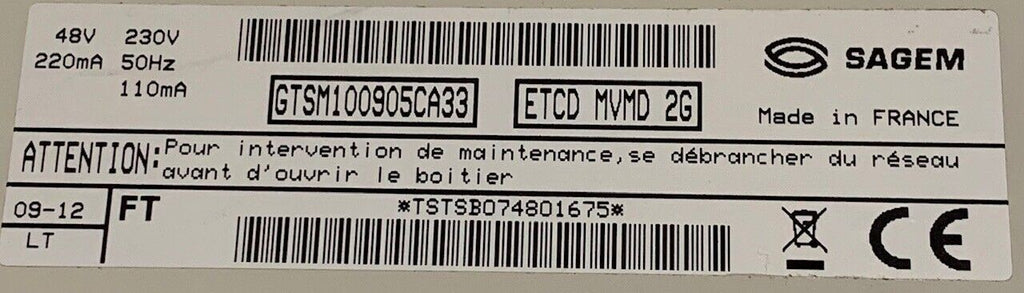 48V 230V
220mA 50Hz
110mA
GTSM100905CA33
ETCD MVMD 2G
SAGEM
Made in FRANCE
ATTENTION: Pour intervention de maintenance,se débrancher du réseau
avant d'ouvrir le boitier
09-12
LT
FT
*TSTSB074801675*
CE